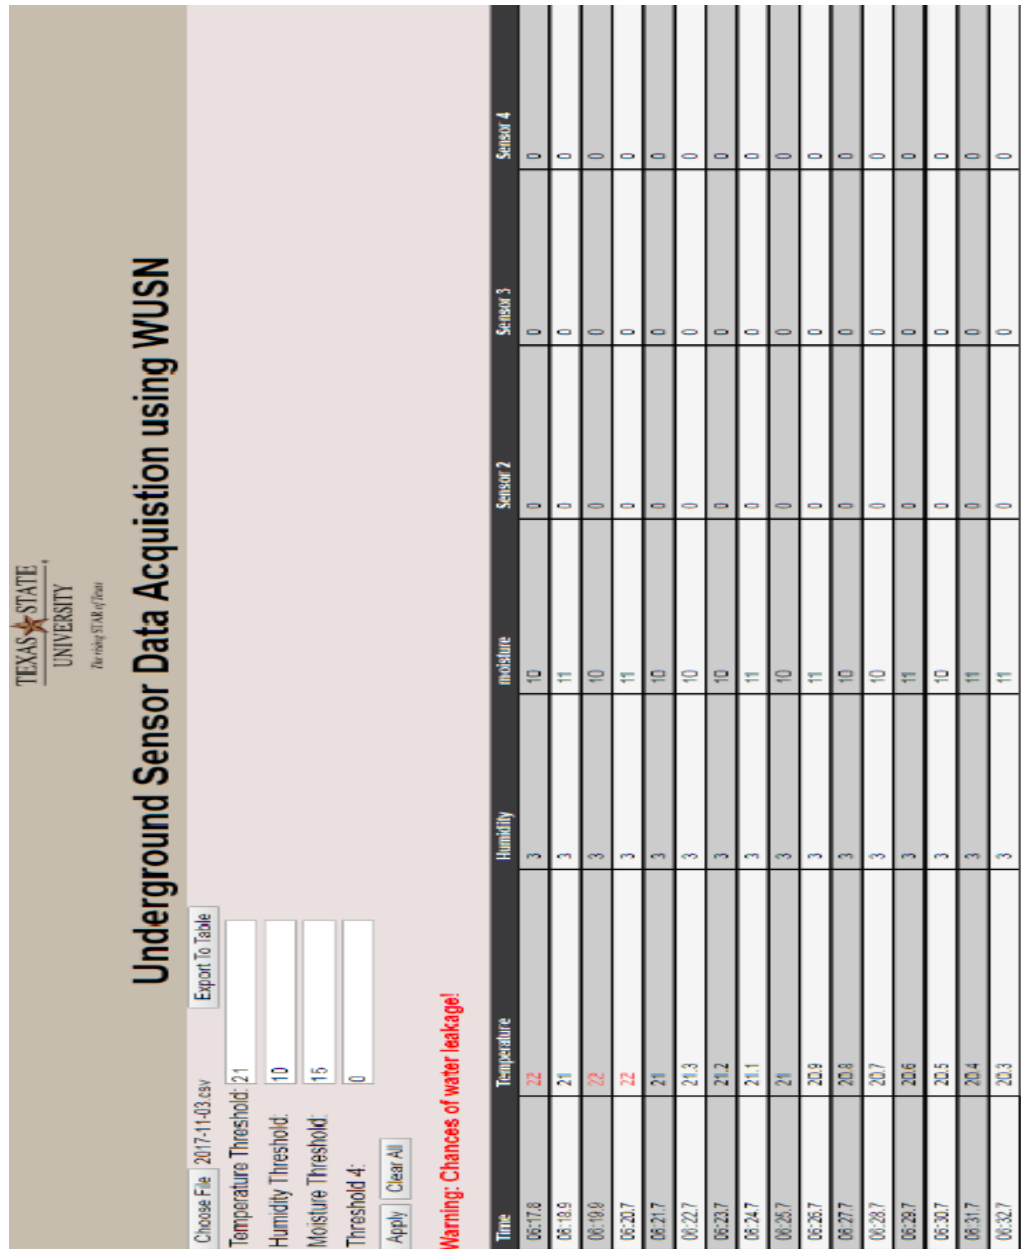 TEXAS STATE
UNIVERSITY
The rising STAR of Texas
Underground Sensor Data Acquistion using WUSN
Choose File 2017-11-03.csv Export To Table
Temperature Threshold: 21
Humidity Threshold: 10
Moisture Threshold: 15
Threshold 4: 0
Apply Clear All
Warning: Chances of water leakage!
Time Temperature Humidity moisture Sensor 2 Sensor 3 Sensor 4
06:17.8 22 3 10 0 0 0
06:18.9 21 3 11 0 0 0
06:19.9 22 3 10 0 0 0
06:20.7 22 3 11 0 0 0
06:21.7 21 3 10 0 0 0
06:22.7 21.3 3 10 0 0 0
06:23.7 21.2 3 10 0 0 0
06:24.7 21.1 3 11 0 0 0
06:25.7 21 3 10 0 0 0
06:26.7 20.9 3 11 0 0 0
06:27.7 20.8 3 10 0 0 0
06:28.7 20.7 3 10 0 0 0
06:29.7 20.6 3 11 0 0 0
06:30.7 20.5 3 10 0 0 0
06:31.7 20.4 3 11 0 0 0
06:32.7 20.3 3 11 0 0 0